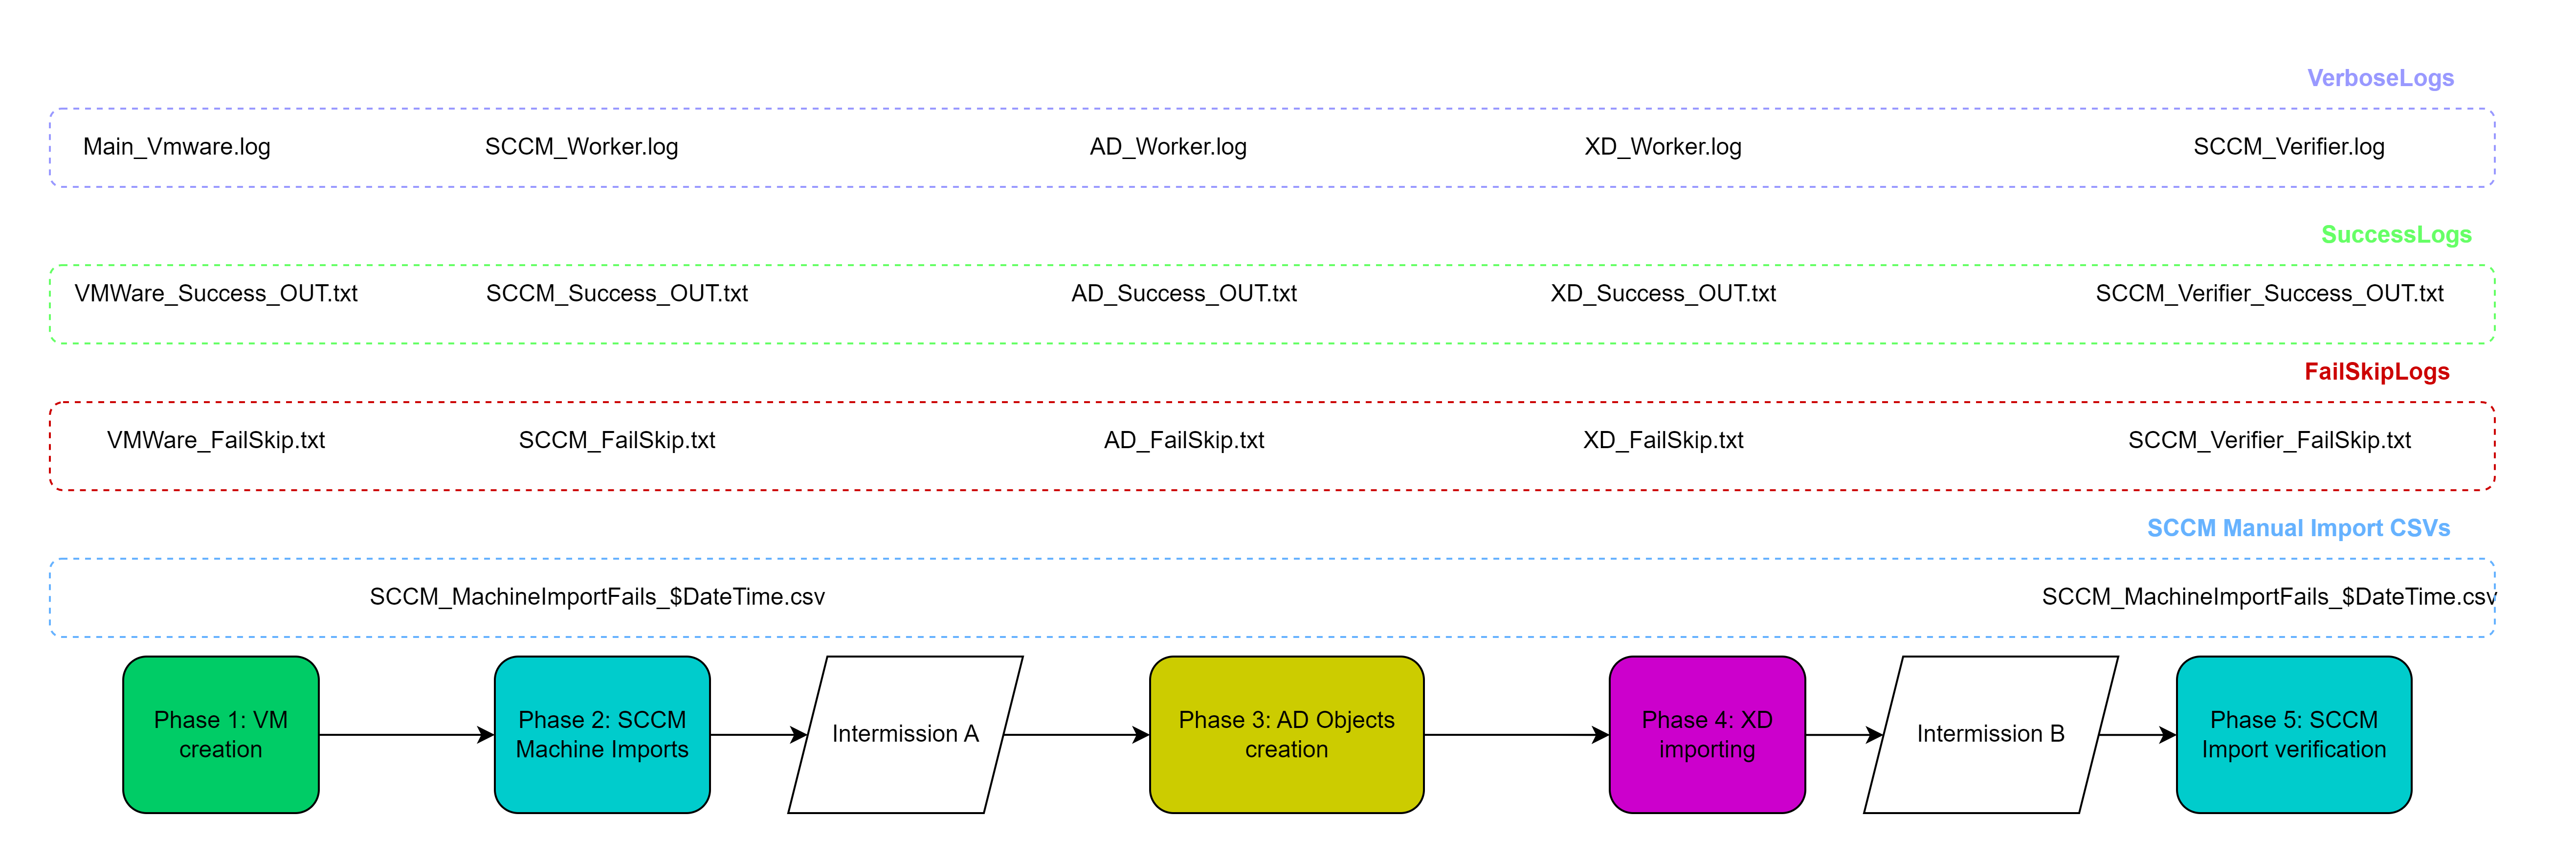 VerboseLogs
Main_Vmware.log
SCCM_Worker.log
AD_Worker.log
XD_Worker.log
SCCM_Verifier.log
SuccessLogs
VMWare_Success_OUT.txt
SCCM_Success_OUT.txt
AD_Success_OUT.txt
XD_Success_OUT.txt
SCCM_Verifier_Success_OUT.txt
FailSkipLogs
VMWare_FailSkip.txt
SCCM_FailSkip.txt
AD_FailSkip.txt
XD_FailSkip.txt
SCCM_Verifier_FailSkip.txt
SCCM Manual Import CSVs
SCCM_MachineImportFails_$DateTime.csv
SCCM_MachineImportFails_$DateTime.csv
Phase 1: VM
creation
Phase 2: SCCM
Machine Imports
Intermission A
Phase 3: AD Objects
creation
Phase 4: XD
importing
Intermission B
Phase 5: SCCM
Import verification